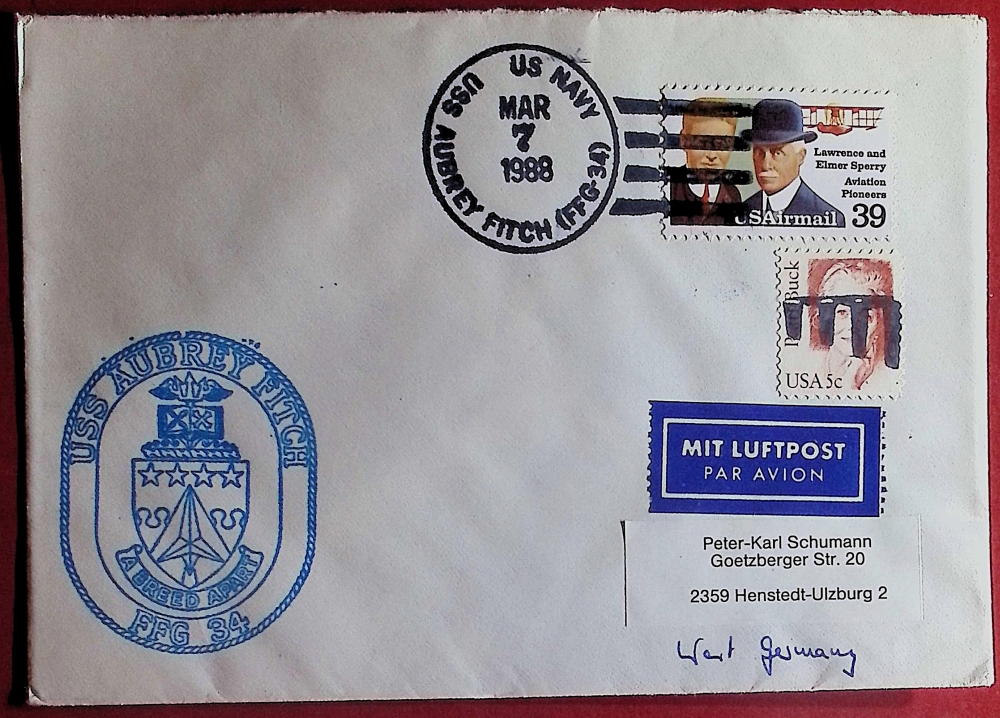 US NAVY
USS AUBREY FITCH (FFG-34)
MAR
7
1988
Lawrence and
Elmer Sperry
Aviation
Pioneers
USAirmail 39
Buck
USA 5c
MIT LUFTPOST
PAR AVION
Peter-Karl Schumann
Goetzberger Str. 20
2359 Henstedt-Ulzburg 2
West Germany
USS AUBREY FITCH
A BREED APART
FFG 34